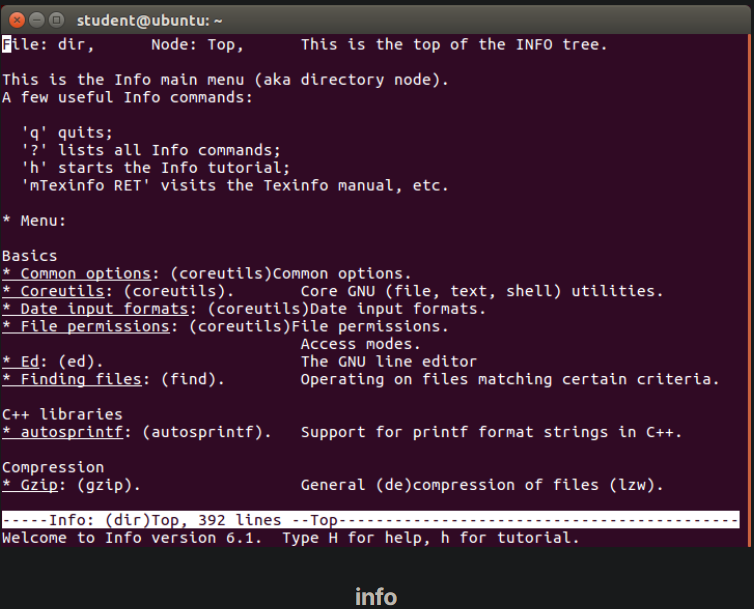 student@ubuntu: ~
File: dir,      Node: Top,      This is the top of the INFO tree.
This is the Info main menu (aka directory node).
A few useful Info commands:
'q' quits;
'?' lists all Info commands;
'h' starts the Info tutorial;
'mTexinfo RET' visits the Texinfo manual, etc.
* Menu:
Basics
* Common options: (coreutils)Common options.
* Coreutils: (coreutils).       Core GNU (file, text, shell) utilities.
* Date input formats: (coreutils)Date input formats.
* File permissions: (coreutils)File permissions.
Access modes.
* Ed: (ed).                     The GNU line editor
* Finding files: (find).        Operating on files matching certain criteria.
C++ libraries
* autosprintf: (autosprintf).   Support for printf format strings in C++.
Compression
* Gzip: (gzip).                 General (de)compression of files (lzw).
-----Info: (dir)Top, 392 lines --Top-------------------------------------------
Welcome to Info version 6.1.  Type H for help, h for tutorial.
info